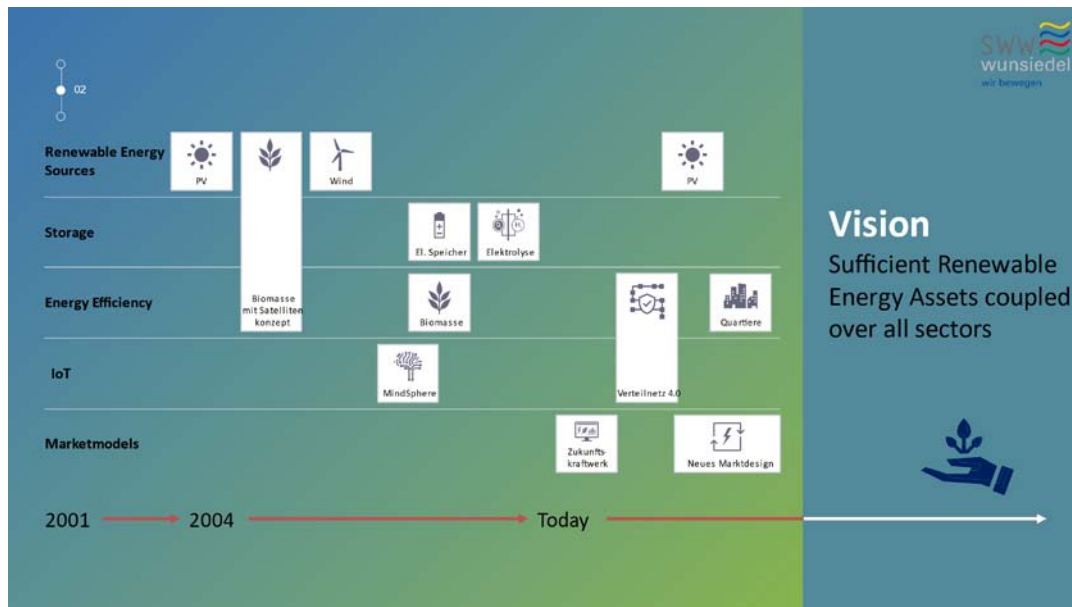 SWW
wunsiedel
wir bewegen
02
Renewable Energy
Sources
PV
Wind
PV
Storage
El. Speicher
Elektrolyse
Energy Efficiency
Biomasse
mit Satelliten
konzept
Biomasse
Quartiere
IoT
MindSphere
Verteilnetz 4.0
Marketmodels
Zukunfts-
kraftwerk
Neues Marktdesign
2001
2004
Today
Vision
Sufficient Renewable
Energy Assets coupled
over all sectors